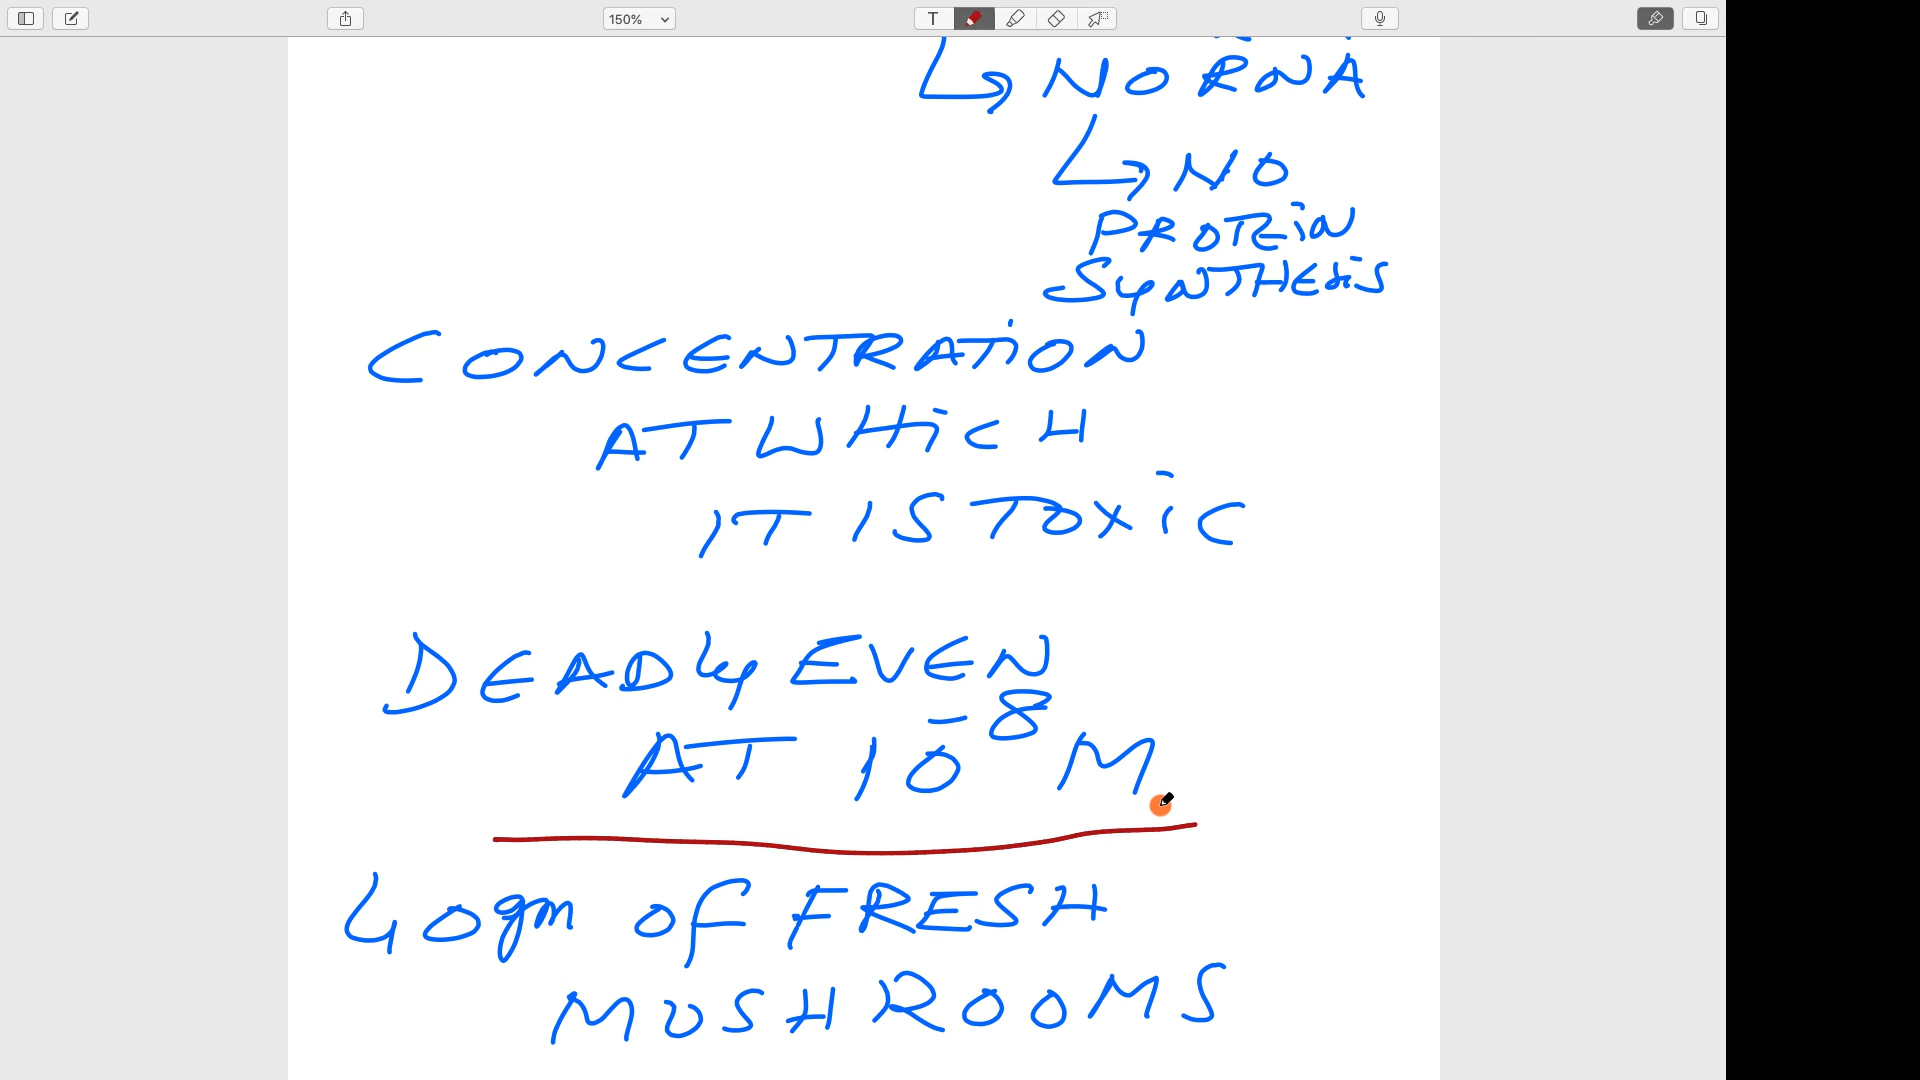 150%
T
NO RNA
NO
PROTEiN
SYNTHESiS
CONCENTRATiON
AT WHiCH
IT IS TOXiC
DEADLY EVEN
AT 10⁻⁸ M
40gm of FRESH
MUSHROOMS